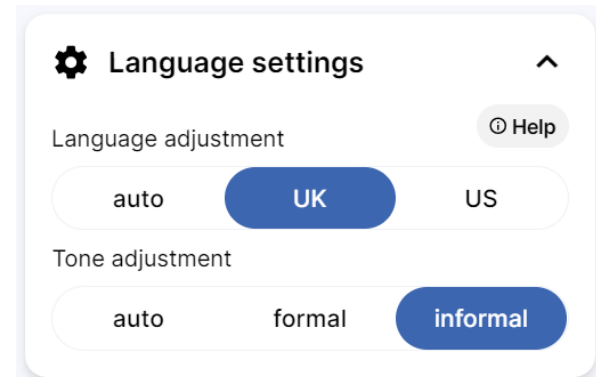 Language settings
Help
Language adjustment
auto UK US
Tone adjustment
auto formal informal